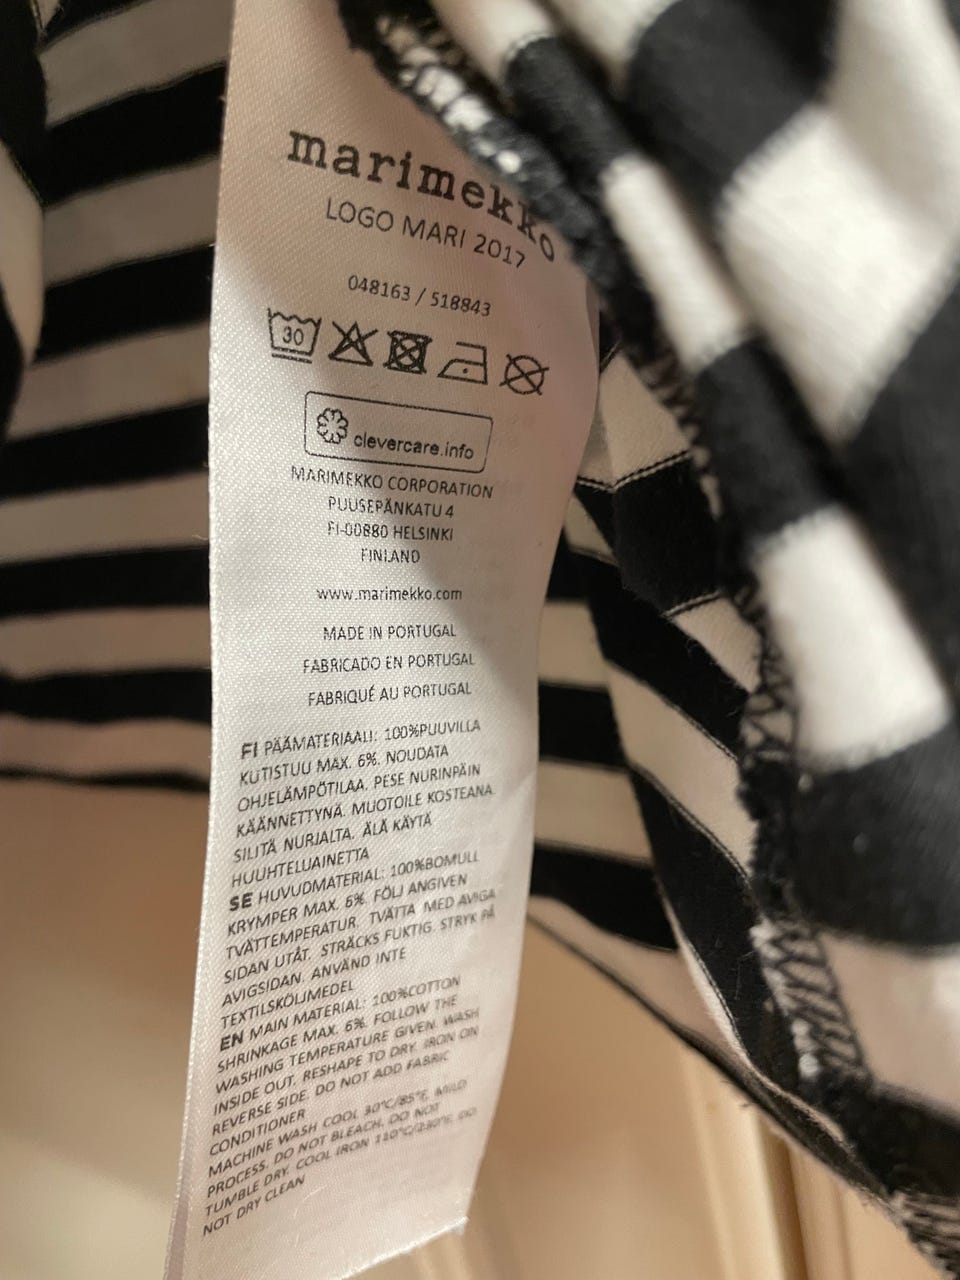 marimekko
LOGO MARI 2017
048163 / 518843
30
clevercare.info
MARIMEKKO CORPORATION
PUUSEPÄNKATU 4
FI-00880 HELSINKI
FINLAND
www.marimekko.com
MADE IN PORTUGAL
FABRICADO EN PORTUGAL
FABRIQUÉ AU PORTUGAL
FI PÄÄMATERIAALI: 100%PUUVILLA
KUTISTUU MAX. 6%. NOUDATA
OHJELÄMPÖTILAA. PESE NURINPÄIN
KÄÄNNETTYNÄ. MUOTOILE KOSTEANA.
SILITÄ NURJALTA. ÄLÄ KÄYTÄ
HUUHTELUAINETTA
SE HUVUDMATERIAL: 100%BOMULL
KRYMPER MAX. 6%. FÖLJ ANGIVEN
TVÄTTEMPERATUR. TVÄTTA MED AVIGA
SIDAN UTÅT. STRÄCKS FUKTIG. STRYK PÅ
AVIGSIDAN. ANVÄND INTE
TEXTILSKÖLJMEDEL
EN MAIN MATERIAL: 100%COTTON
SHRINKAGE MAX. 6%. FOLLOW THE
WASHING TEMPERATURE GIVEN. WASH
INSIDE OUT. RESHAPE TO DRY. IRON ON
REVERSE SIDE. DO NOT ADD FABRIC
CONDITIONER
MACHINE WASH COOL 30°C/85°F, MILD
PROCESS. DO NOT BLEACH. DO NOT
TUMBLE DRY. COOL IRON 110°C/230°F. DO
NOT DRY CLEAN